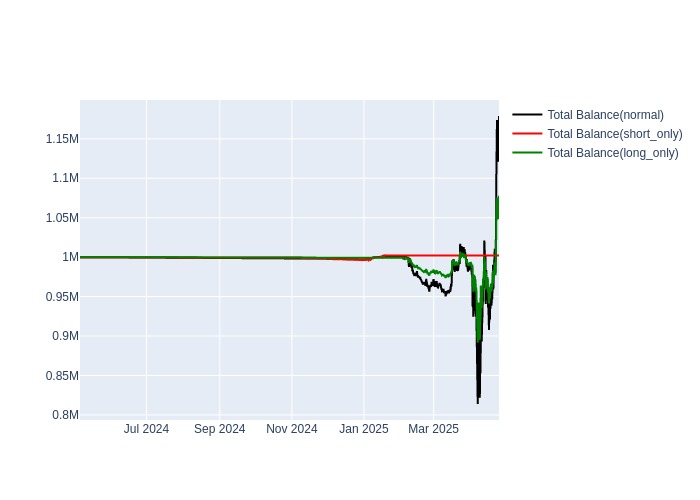 Total Balance(normal)
Total Balance(short_only)
Total Balance(long_only)
1.15M
1.1M
1.05M
1M
0.95M
0.9M
0.85M
0.8M
Jul 2024
Sep 2024
Nov 2024
Jan 2025
Mar 2025